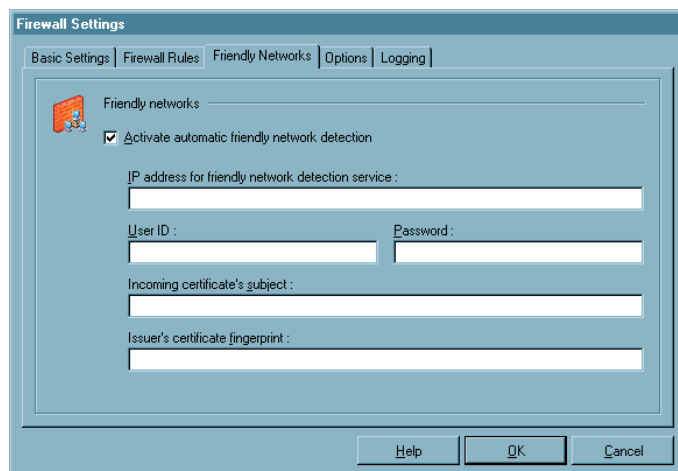 Firewall Settings
Basic Settings Firewall Rules Friendly Networks Options Logging
Friendly networks
Activate automatic friendly network detection
IP address for friendly network detection service :
User ID : Password :
Incoming certificate's subject :
Issuer's certificate fingerprint :
Help OK Cancel